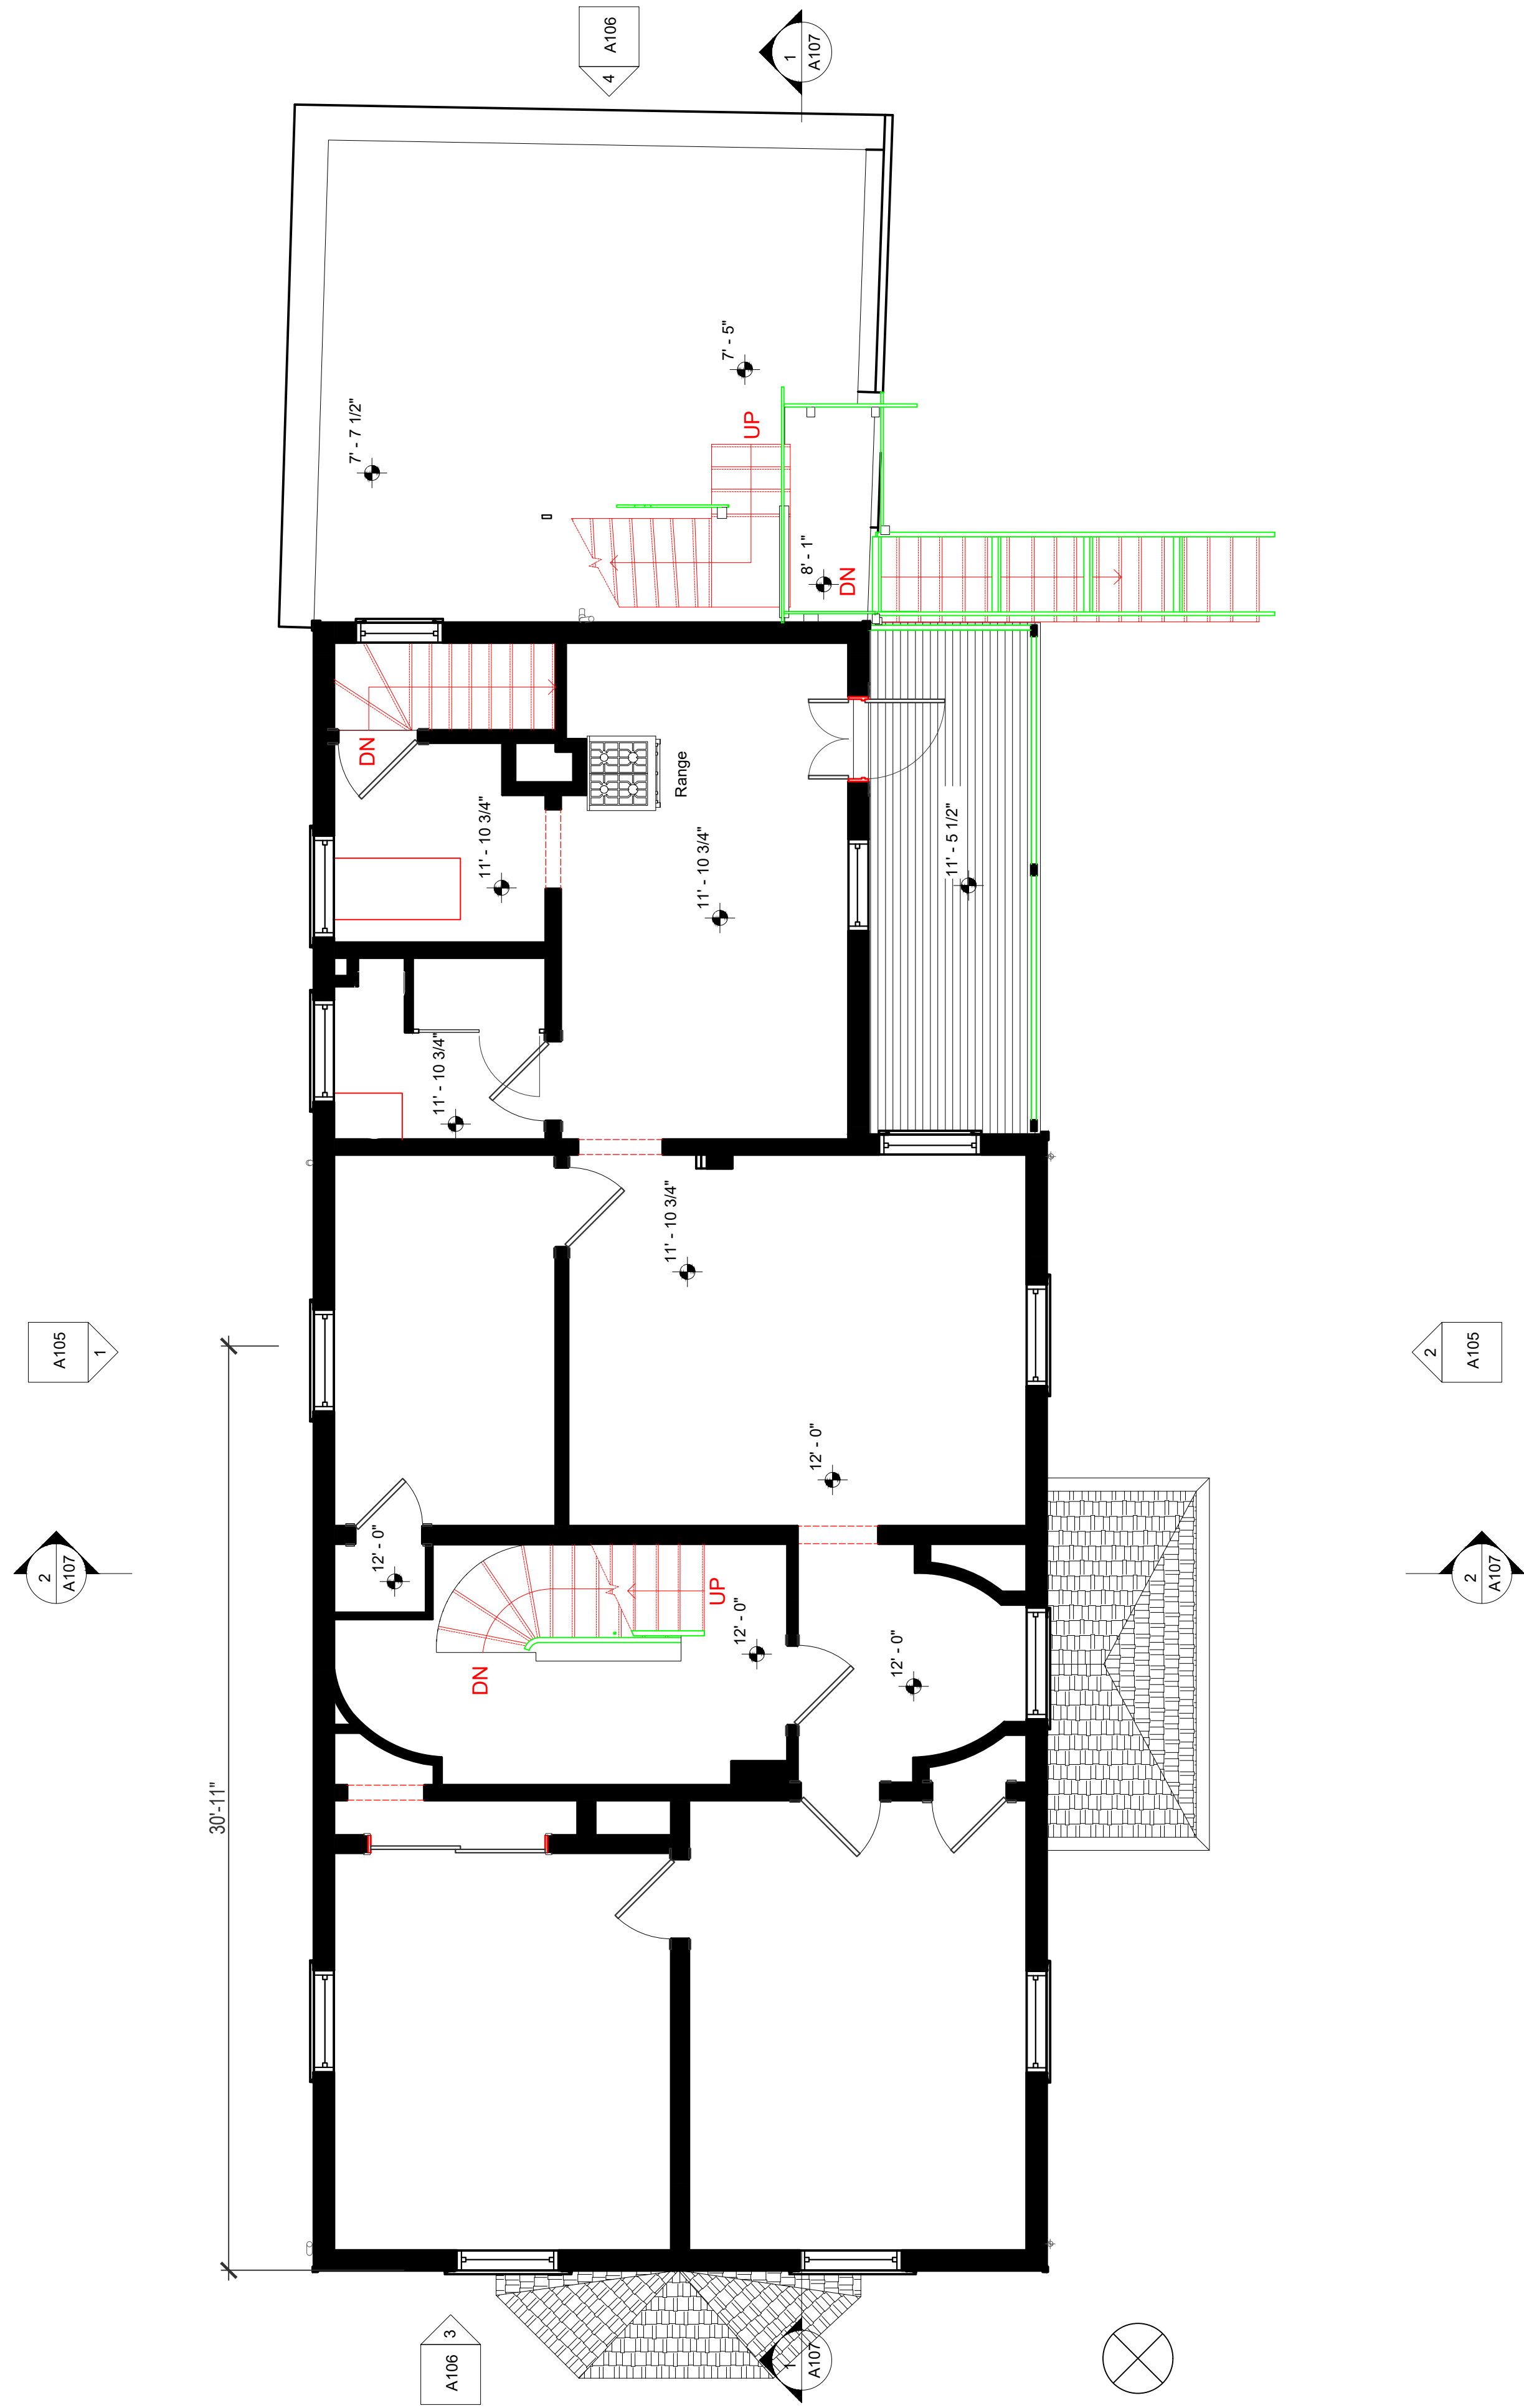 A106
4
1
A107
7' - 5"
7' - 7 1/2"
UP
8' - 1"
DN
DN
Range
11' - 10 3/4"
11' - 5 1/2"
11' - 10 3/4"
11' - 10 3/4"
11' - 10 3/4"
A105
1
2
A105
12' - 0"
2
A107
12' - 0"
2
A107
UP
12' - 0"
DN
12' - 0"
30'-11"
A106
3
1
A107